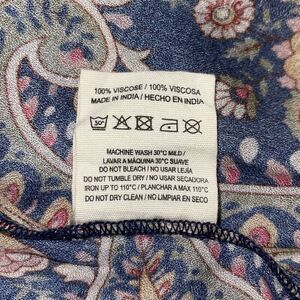 100% VISCOSE / 100% VISCOSA
MADE IN INDIA / HECHO EN INDIA
30°
MACHINE WASH 30°C MILD /
LAVAR A MÁQUINA 30°C SUAVE
DO NOT BLEACH / NO USAR LEJÍA
DO NOT TUMBLE DRY / NO USAR SECADORA
IRON UP TO 110°C / PLANCHAR A MAX 110°C
DO NOT DRY CLEAN / NO LIMPIAR EN SECO